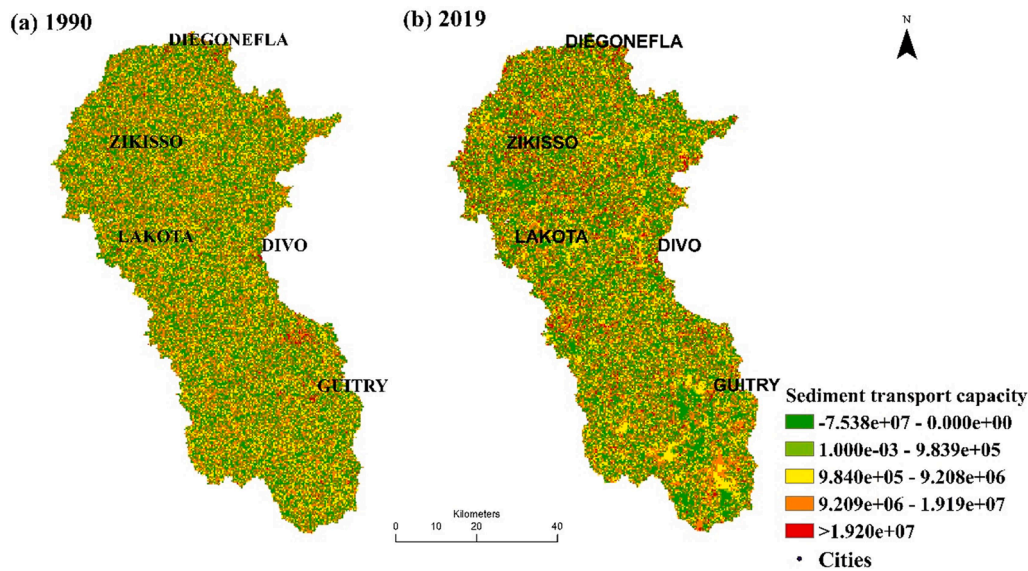 (a) 1990
(b) 2019
N
DIEGONEFLA
DIEGONEFLA
ZIKISSO
ZIKISSO
LAKOTA
DIVO
LAKOTA
DIVO
GUITRY
GUITRY
Sediment transport capacity
-7.538e+07 - 0.000e+00
1.000e-03 - 9.839e+05
9.840e+05 - 9.208e+06
9.209e+06 - 1.919e+07
>1.920e+07
Cities
Kilometers
0 20 40